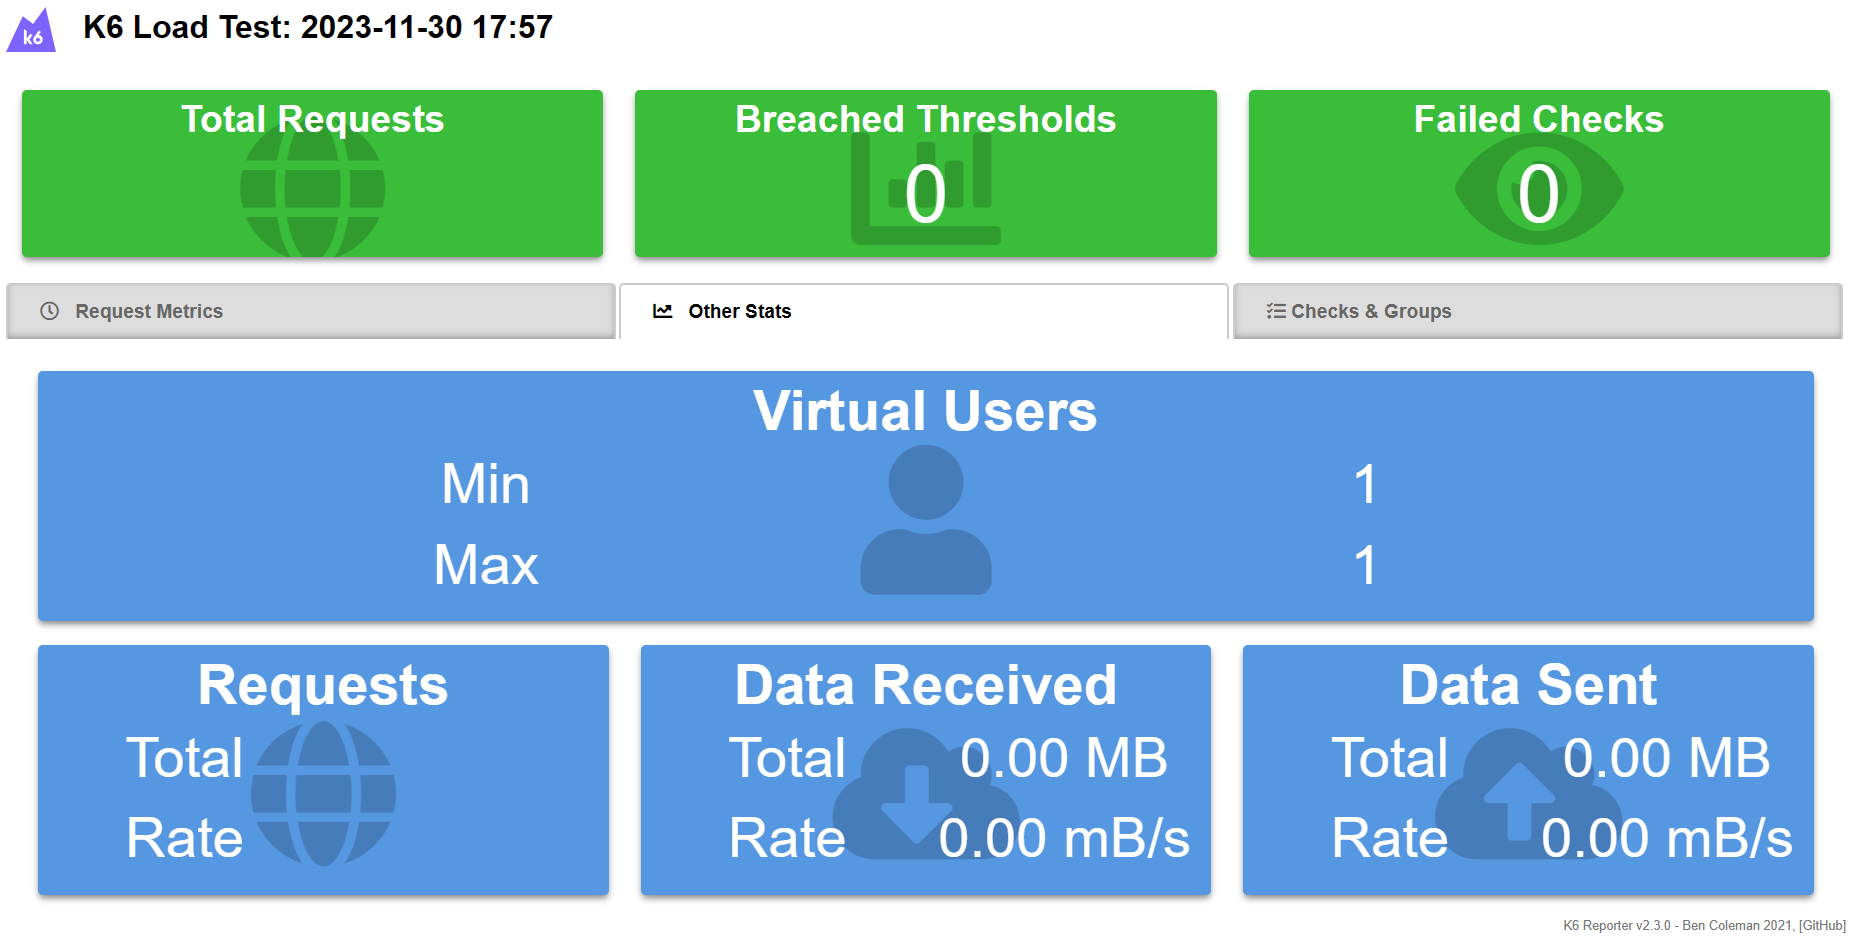 k6
K6 Load Test: 2023-11-30 17:57
Total Requests
Breached Thresholds
0
Failed Checks
0
Request Metrics
Other Stats
Checks & Groups
Virtual Users
Min 1
Max 1
Requests
Total
Rate
Data Received
Total 0.00 MB
Rate 0.00 mB/s
Data Sent
Total 0.00 MB
Rate 0.00 mB/s
K6 Reporter v2.3.0 - Ben Coleman 2021, [GitHub]